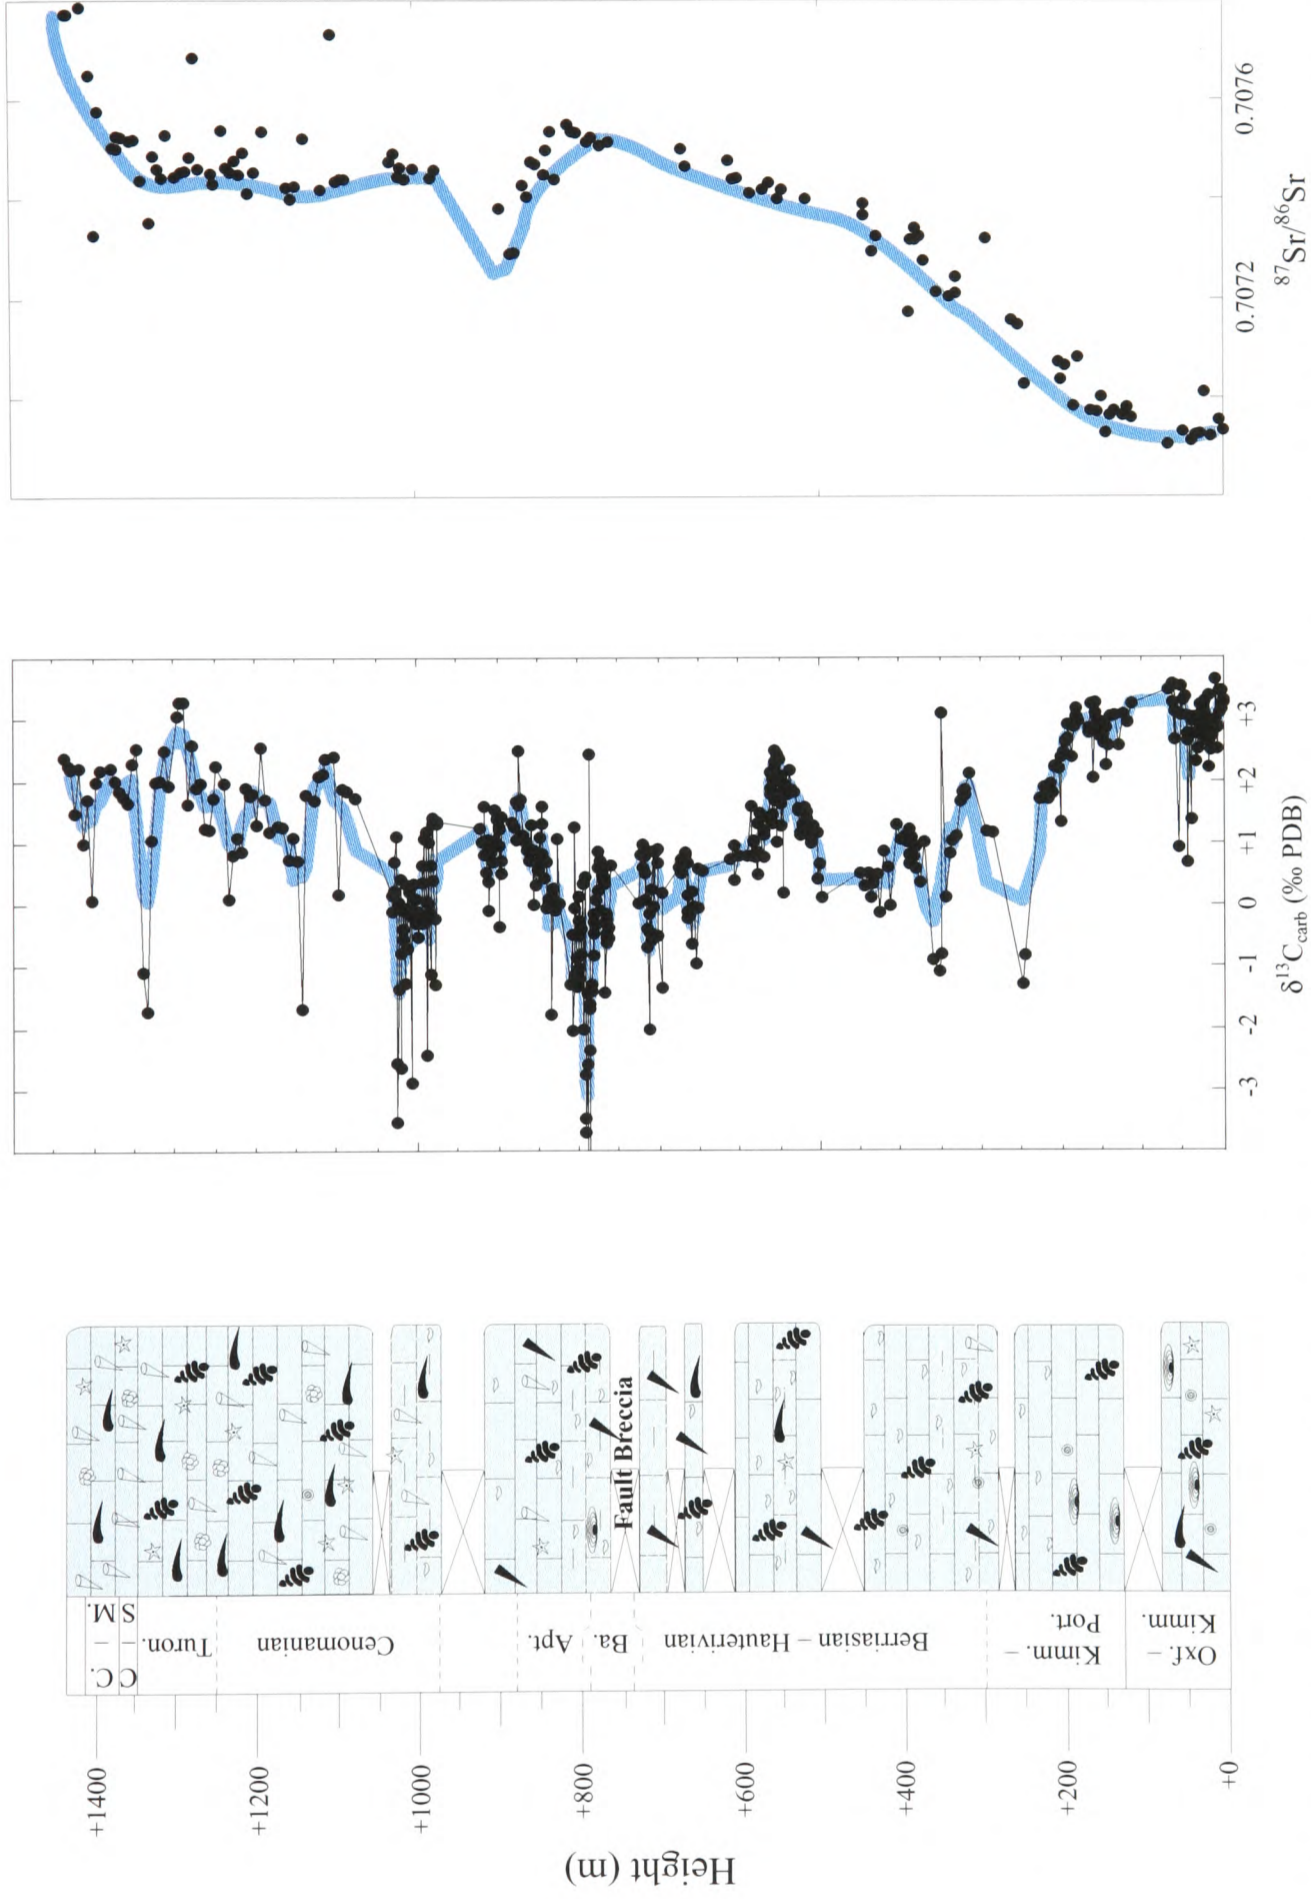 0.7076
0.7072
⁸⁷Sr/⁸⁶Sr
+3
+2
+1
0
-1
-2
-3
δ¹³C_carb (‰ PDB)
Fault Breccia
S.M.
–
C.C.
Turon.
Cenomanian
Apt.
Ba.
Berriasian – Hauterivian
Kimm. –
Port.
Oxf. –
Kimm.
+1400
+1200
+1000
+800
+600
+400
+200
+0
Height (m)